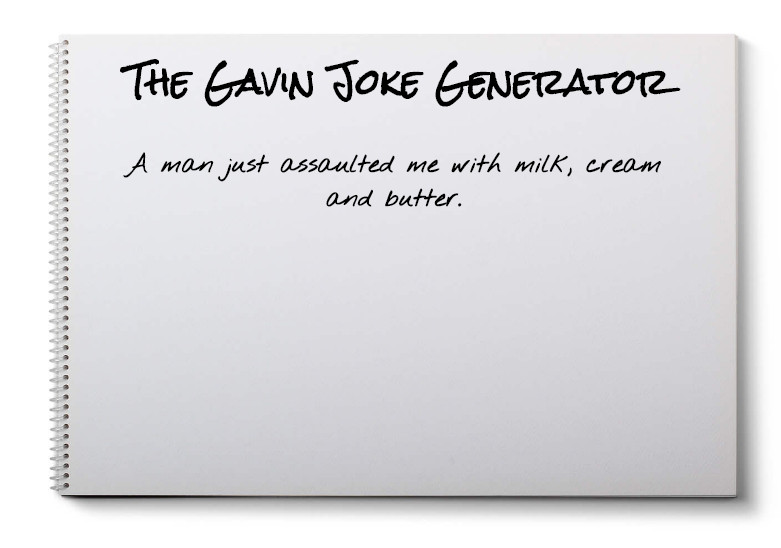 The Gavin Joke Generator
A man just assaulted me with milk, cream
and butter.